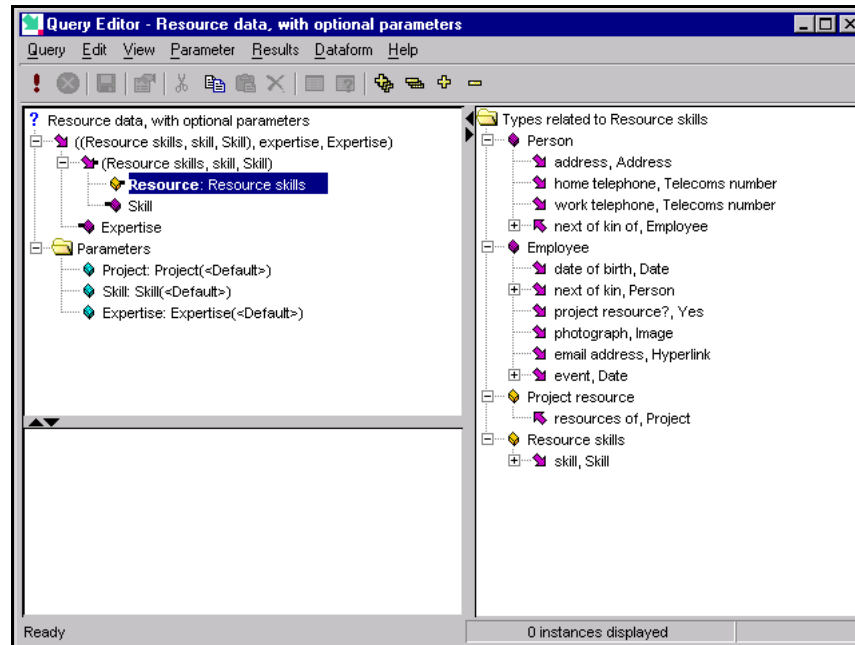 Query Editor - Resource data, with optional parameters
Query Edit View Parameter Results Dataform Help
? Resource data, with optional parameters
((Resource skills, skill, Skill), expertise, Expertise)
(Resource skills, skill, Skill)
Resource: Resource skills
Skill
Expertise
Parameters
Project: Project(<Default>)
Skill: Skill(<Default>)
Expertise: Expertise(<Default>)
Types related to Resource skills
Person
address, Address
home telephone, Telecoms number
work telephone, Telecoms number
next of kin of, Employee
Employee
date of birth, Date
next of kin, Person
project resource?, Yes
photograph, Image
email address, Hyperlink
event, Date
Project resource
resources of, Project
Resource skills
skill, Skill
Ready
0 instances displayed